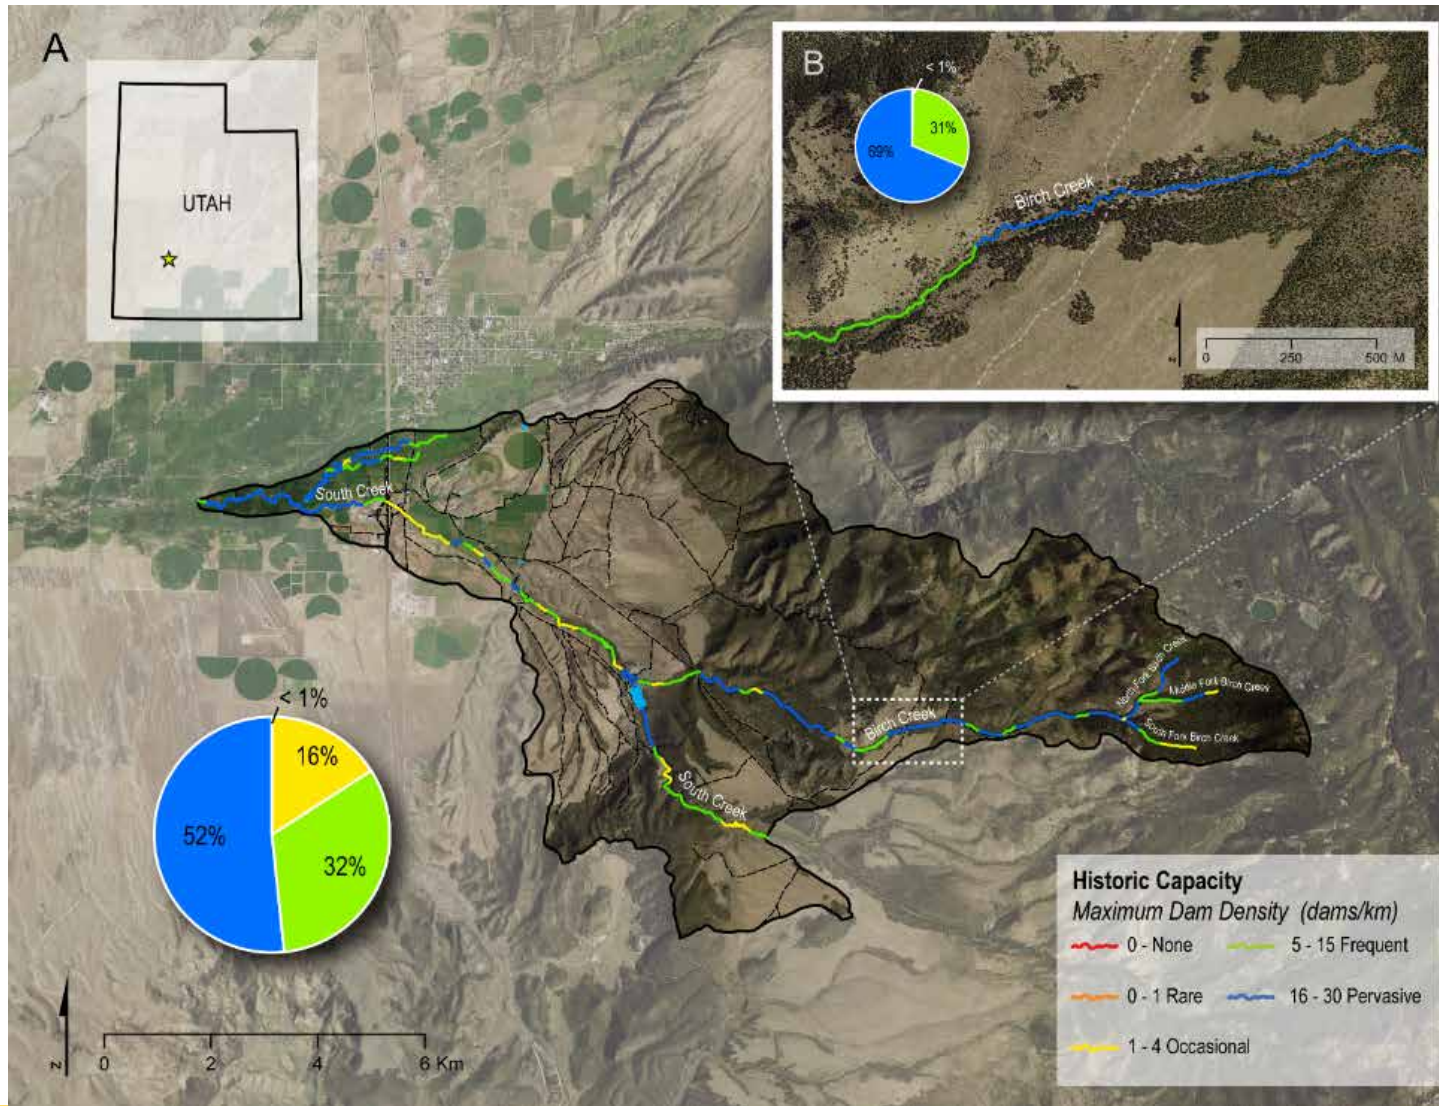 A
UTAH
B
< 1%
31%
69%
Birch Creek
N
0 250 500 M
South Creek
North Fork Birch Creek
Middle Fork Birch Creek
South Fork Birch Creek
Birch Creek
South Creek
< 1%
16%
52%
32%
N
0 2 4 6 Km
Historic Capacity
Maximum Dam Density (dams/km)
0 - None
5 - 15 Frequent
0 - 1 Rare
16 - 30 Pervasive
1 - 4 Occasional